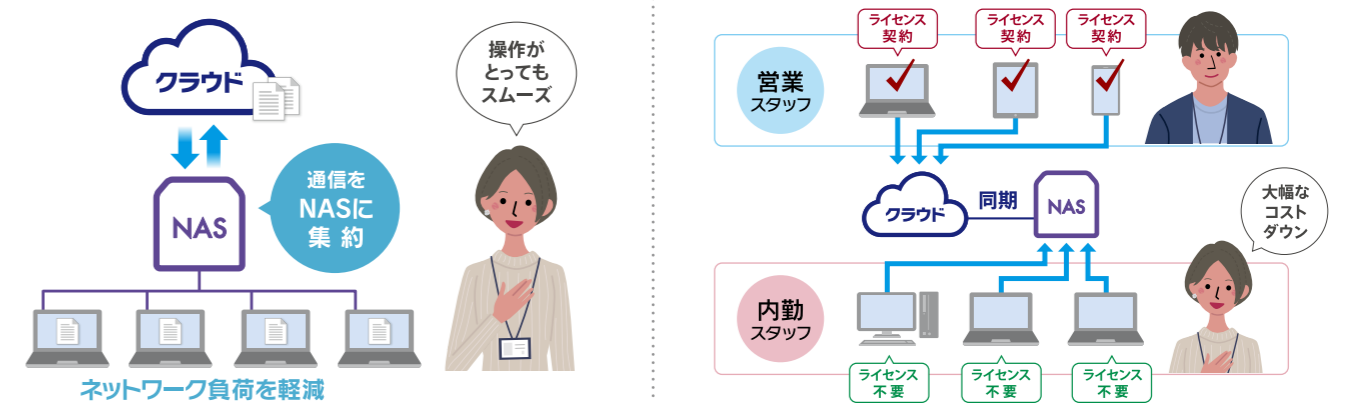 クラウド
操作が
とっても
スムーズ
通信を
NASに
集約
NAS
ネットワーク負荷を軽減
ライセンス
契約
ライセンス
契約
ライセンス
契約
営業
スタッフ
クラウド
同期
NAS
大幅な
コスト
ダウン
内勤
スタッフ
ライセンス
不要
ライセンス
不要
ライセンス
不要